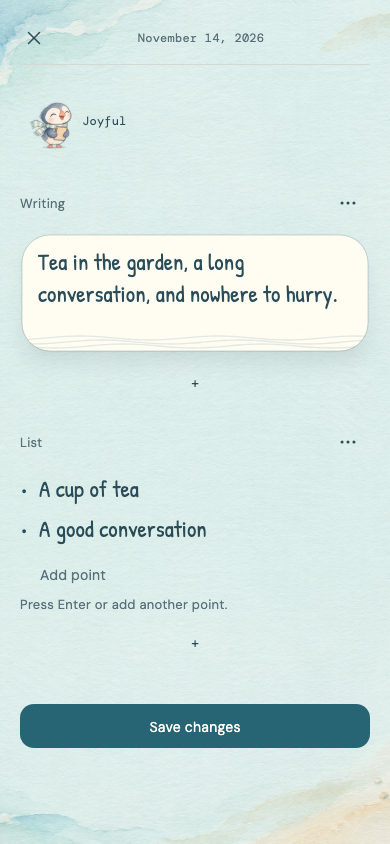 November 14, 2026
Joyful
Writing
Tea in the garden, a long
conversation, and nowhere to hurry.
+
List
• A cup of tea
• A good conversation
Add point
Press Enter or add another point.
+
Save changes